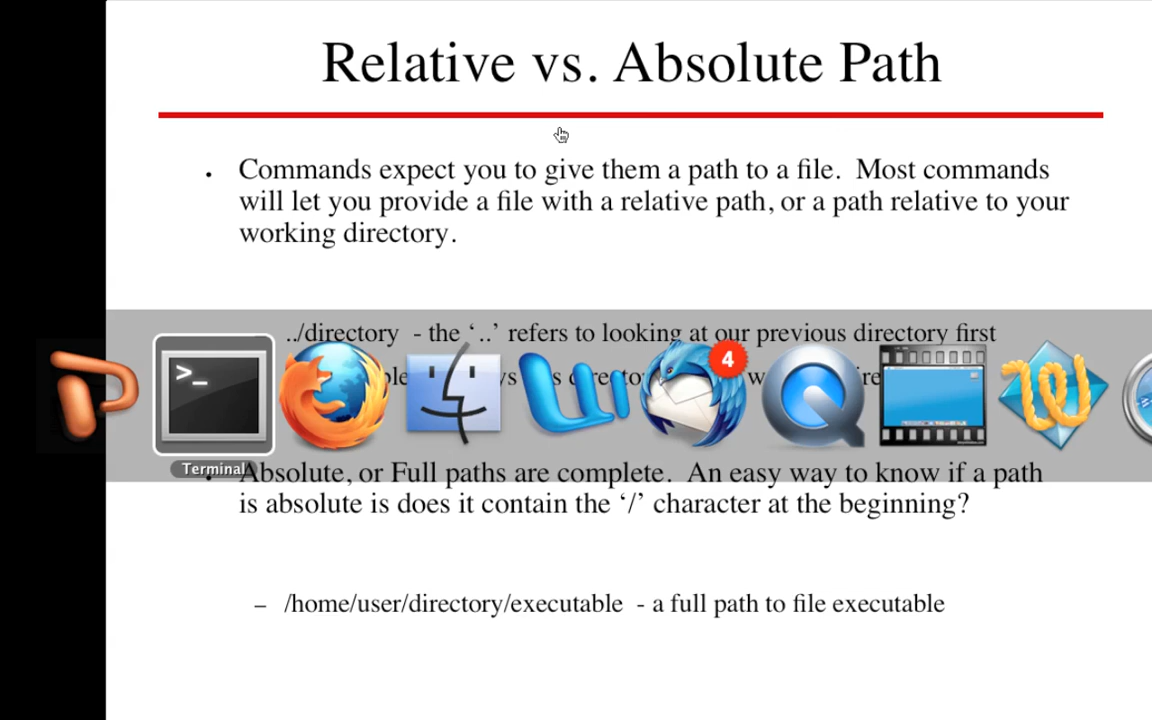 Relative vs. Absolute Path
• Commands expect you to give them a path to a file. Most commands
will let you provide a file with a relative path, or a path relative to your
working directory.
../directory - the ‘..’ refers to looking at our previous directory first
4
>_
Terminal
Absolute, or Full paths are complete. An easy way to know if a path
is absolute is does it contain the ‘/’ character at the beginning?
– /home/user/directory/executable - a full path to file executable